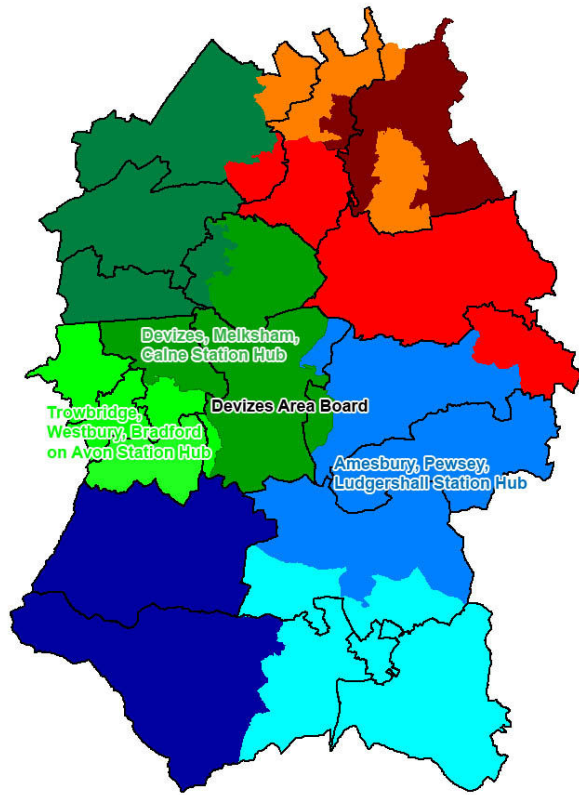 Devizes, Melksham,
Calne Station Hub
Devizes Area Board
Trowbridge,
Westbury, Bradford
on Avon Station Hub
Amesbury, Pewsey,
Ludgershall Station Hub